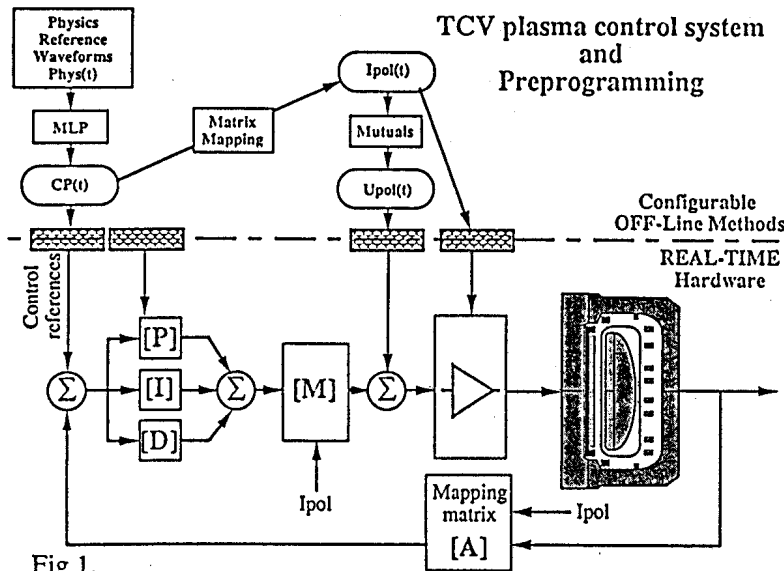 TCV plasma control system
and
Preprogramming
Physics
Reference
Waveforms
Phys(t)
MLP
CP(t)
Matrix
Mapping
Ipol(t)
Mutuals
Upol(t)
Configurable
OFF-Line Methods
REAL-TIME
Hardware
Control
references
Σ
[P]
[I]
[D]
Σ
[M]
Σ
Ipol
Mapping
matrix
[A]
Ipol
Fig 1.